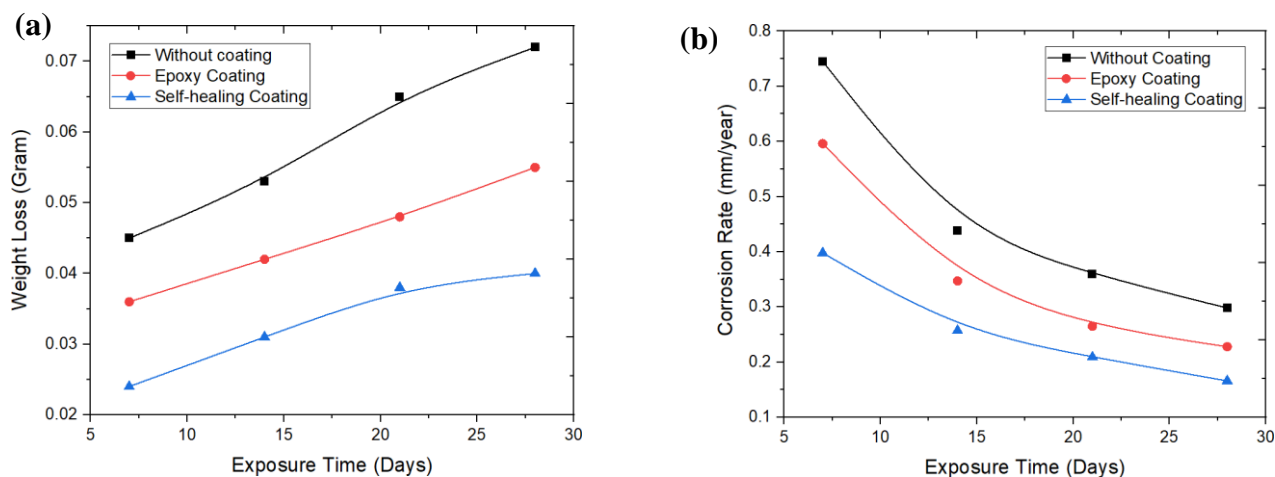 (a)
Without coating
Epoxy Coating
Self-healing Coating
0.07
0.06
0.05
0.04
0.03
0.02
5 10 15 20 25 30
Weight Loss (Gram)
Exposure Time (Days)
(b)
Without Coating
Epoxy Coating
Self-healing Coating
0.8
0.7
0.6
0.5
0.4
0.3
0.2
0.1
5 10 15 20 25 30
Corrosion Rate (mm/year)
Exposure Time (Days)